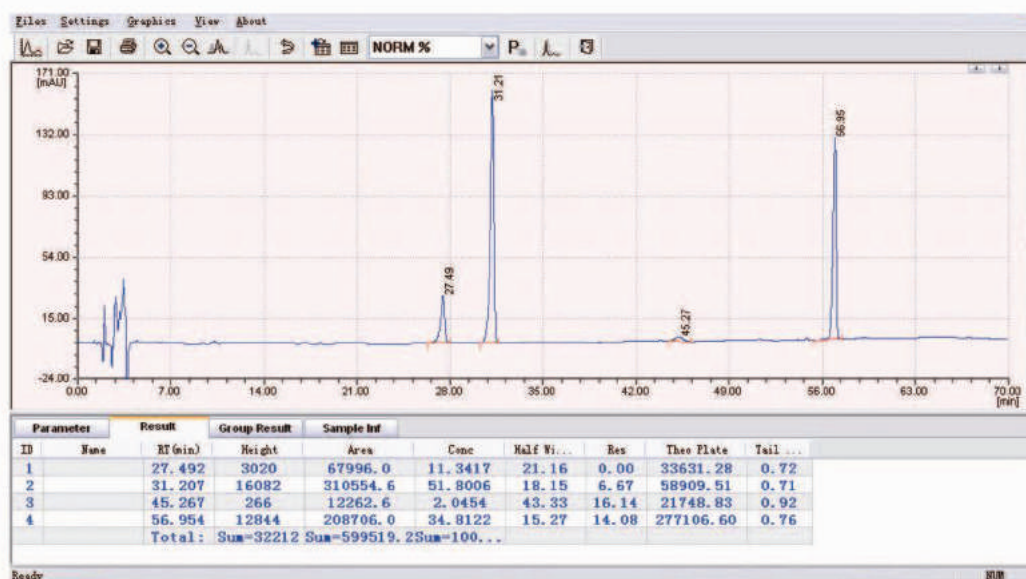 Files Settings Graphics View About
NORM %
P
171.00
[mAU]
132.00
93.00
54.00
15.00
-24.00
27.49
31.21
45.27
56.95
0.00 7.00 14.00 21.00 28.00 35.00 42.00 49.00 56.00 63.00 70.00
[min]
Parameter Result Group Result Sample Inf
ID Name RT(min) Height Area Conc Half Wi... Res Theo Plate Tail ...
1 27.492 3020 67996.0 11.3417 21.16 0.00 33631.28 0.72
2 31.207 16082 310554.6 51.8006 18.15 6.67 58909.51 0.71
3 45.267 266 12262.6 2.0454 43.33 16.14 21748.83 0.92
4 56.954 12844 208706.0 34.8122 15.27 14.08 277106.60 0.76
Total: Sum=32212 Sum=599519.2Sum=100...
Ready NUM